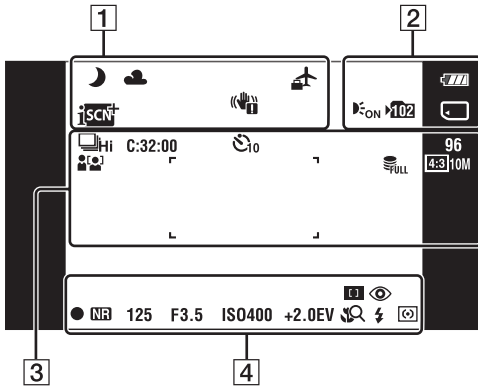 1
2
iSCN+
ON
102
Hi
C:32:00
10
FULL
96
4:3 10M
NR 125 F3.5 ISO400 +2.0EV
3
4